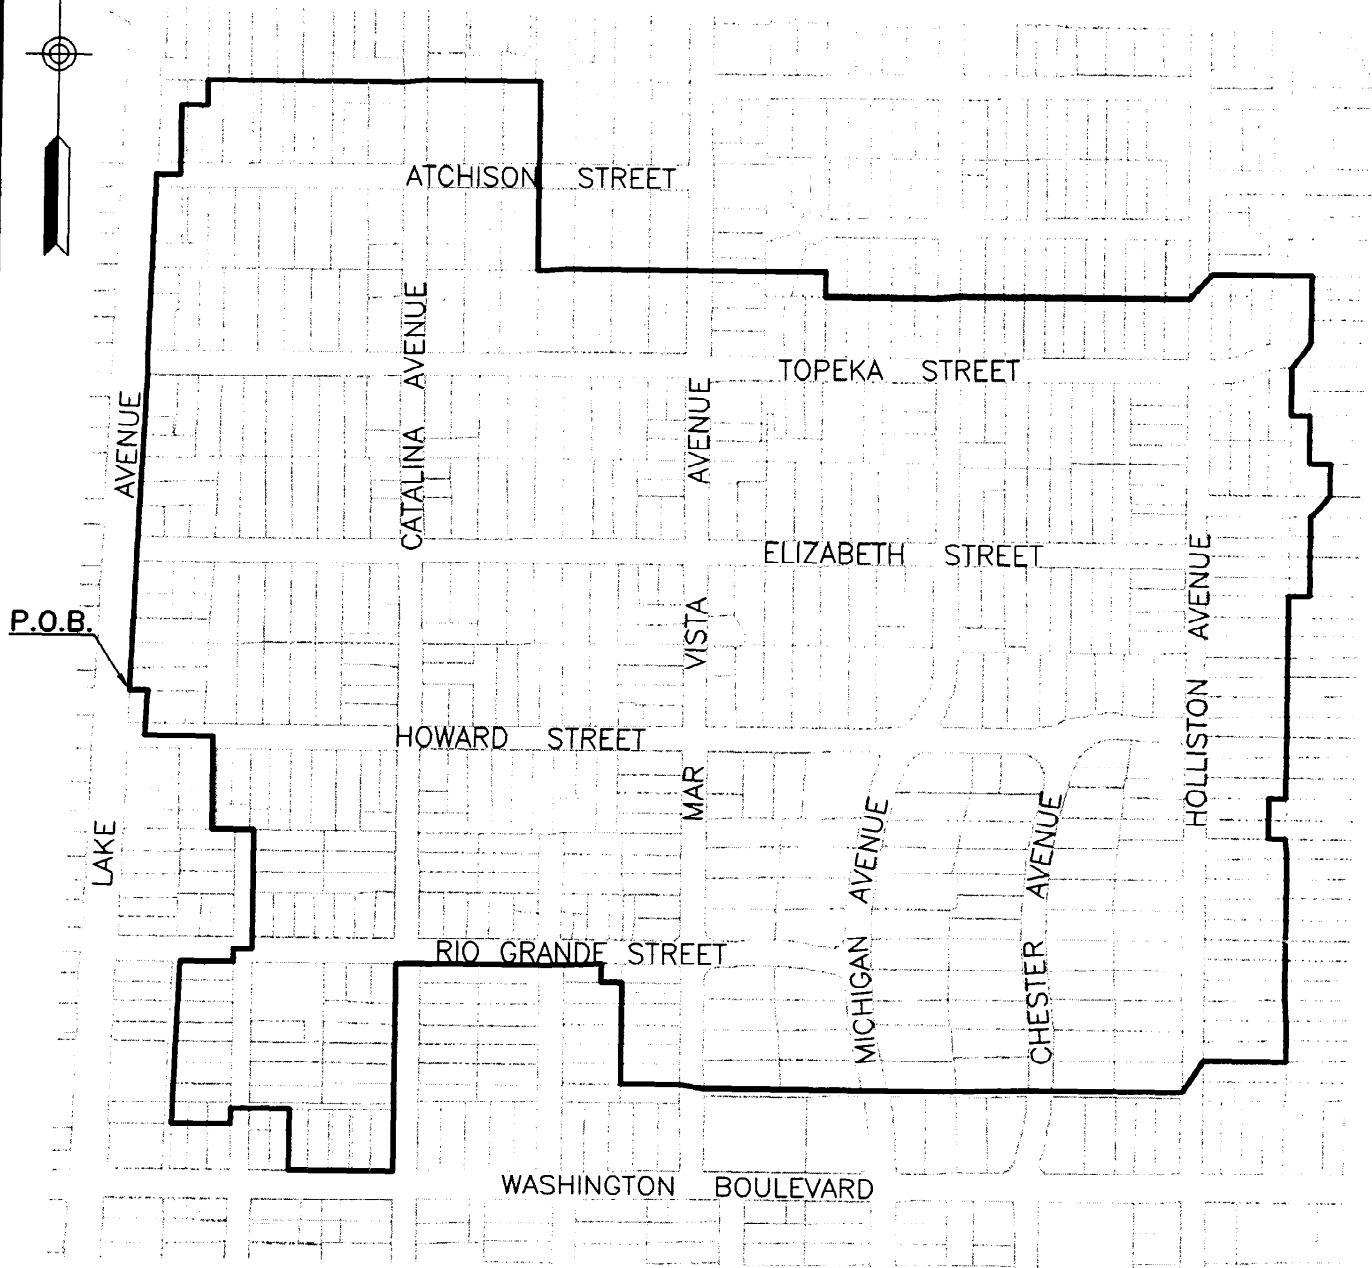 ATCHISON STREET
CATALINA AVENUE
TOPEKA STREET
AVENUE
AVENUE
ELIZABETH STREET
HOLLISTON AVENUE
P.O.B.
VISTA
HOWARD STREET
MAR
LAKE
MICHIGAN AVENUE
CHESTER AVENUE
RIO GRANDE STREET
WASHINGTON BOULEVARD